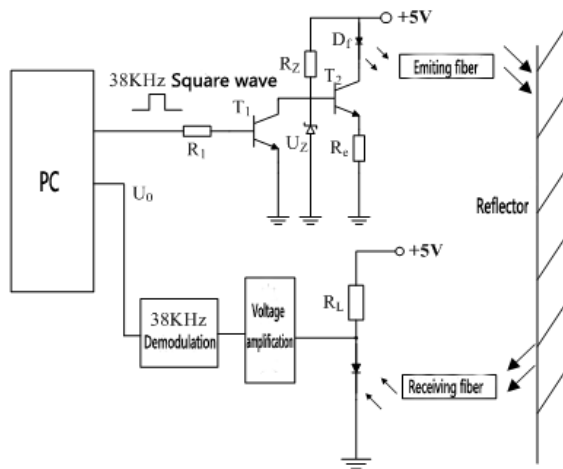 +5V
D_f
R_Z
T_2
Emiting fiber
38KHz Square wave
T_1
U_Z
R_1
R_e
PC
U_0
Reflector
+5V
R_L
38KHz
Demodulation
Voltage
amplification
Receiving fiber